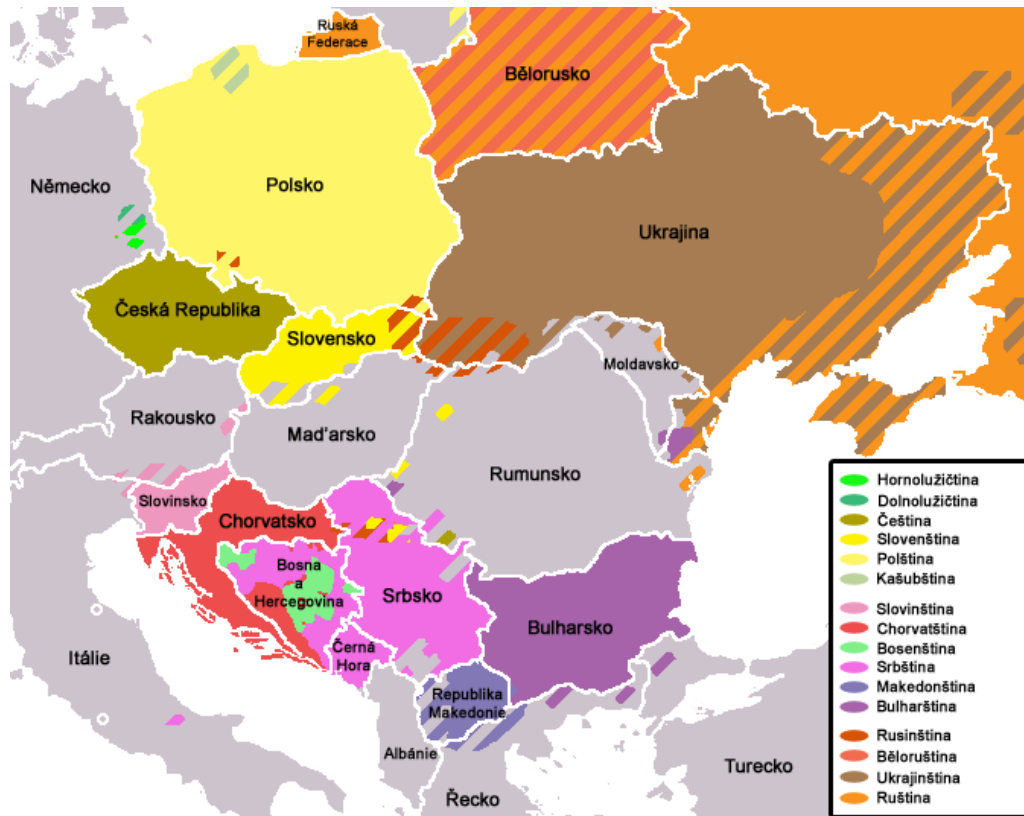 Ruská
Federace
Bělorusko
Německo
Polsko
Ukrajina
Česká Republika
Slovensko
Moldavsko
Rakousko
Maďarsko
Rumunsko
Slovinsko
Chorvatsko
Bosna
a
Hercegovina
Srbsko
Černá
Hora
Bulharsko
Itálie
Republika
Makedonie
Albánie
Řecko
Turecko
Hornolužičtina
Dolnolužičtina
Čeština
Slovenština
Polština
Kašubština
Slovinština
Chorvatština
Bosenština
Srbština
Makedonština
Bulharština
Rusinština
Běloruština
Ukrajinština
Ruština